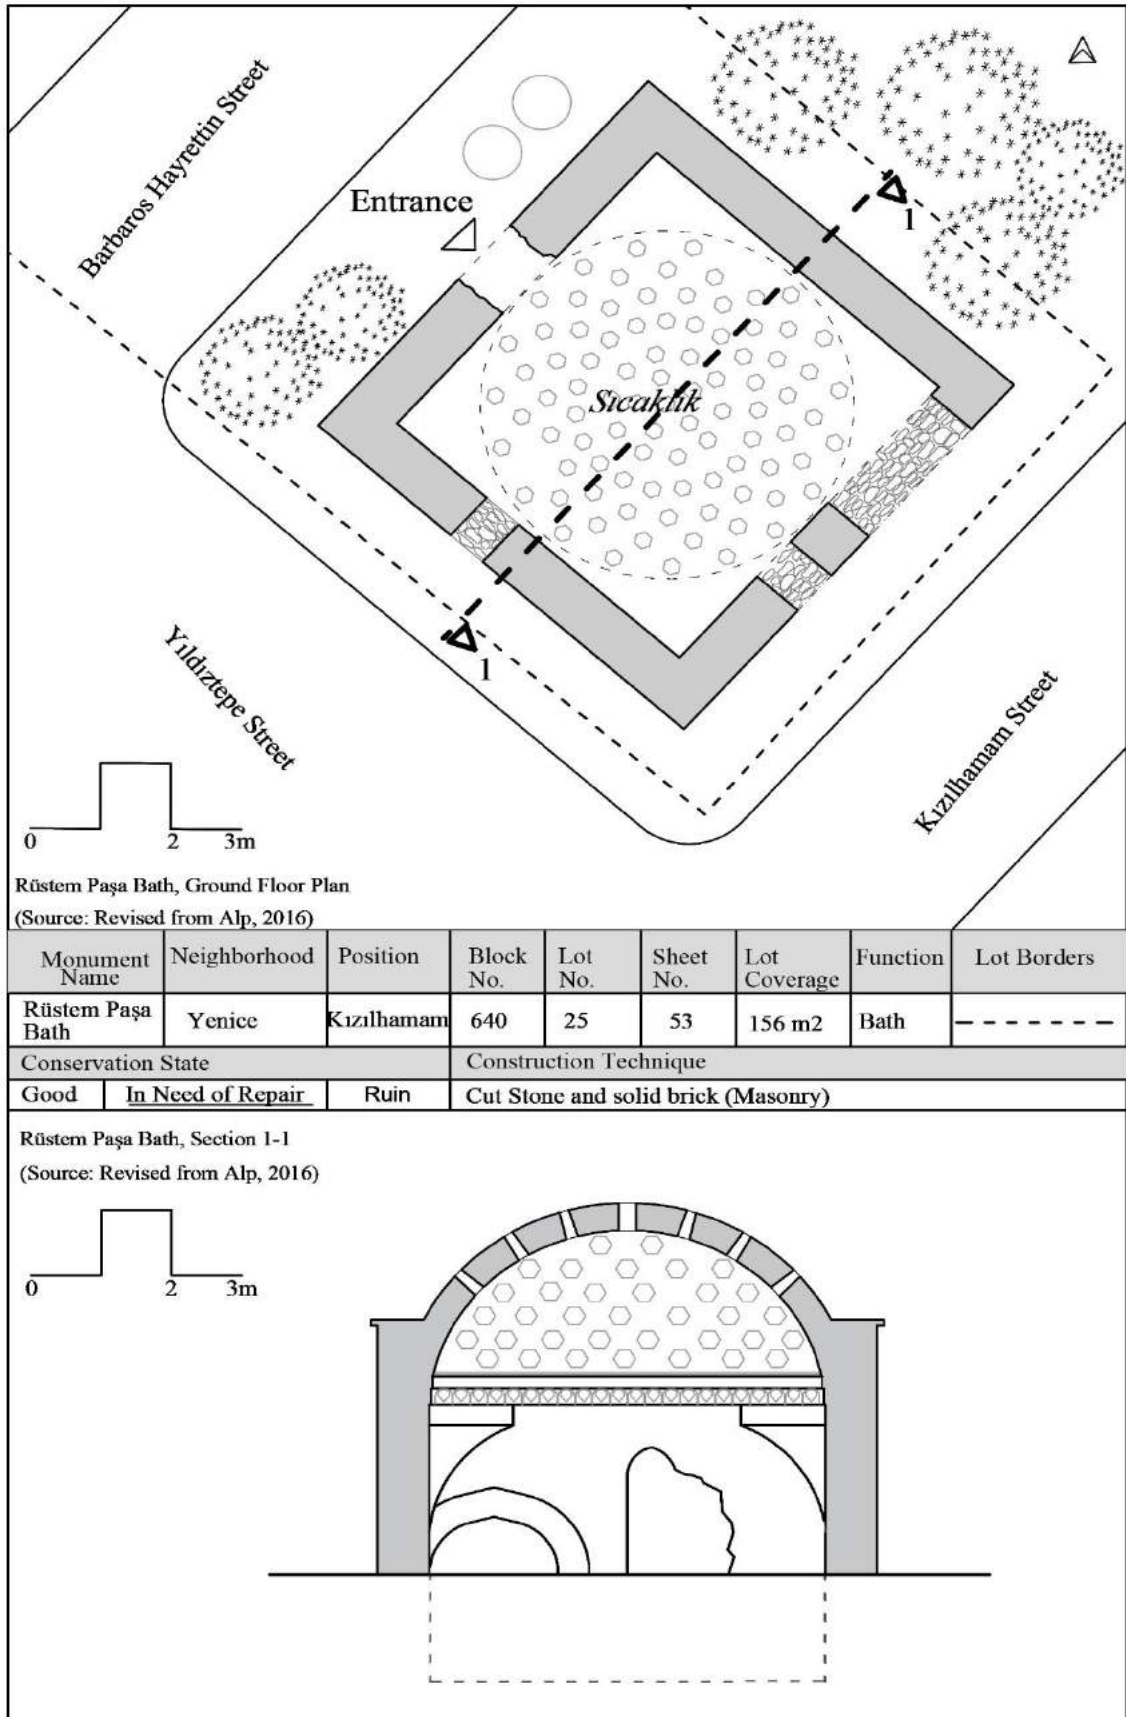 Barbaros Hayrettin Street
Entrance
1
Sıcaklık
1
Yıldıztepe Street
Kızılhamam Street
0 2 3m
Rüstem Paşa Bath, Ground Floor Plan
(Source: Revised from Alp, 2016)
Monument Name Neighborhood Position Block No. Lot No. Sheet No. Lot Coverage Function Lot Borders
Rüstem Paşa Bath Yenice Kızılhamam 640 25 53 156 m2 Bath
Conservation State Construction Technique
Good In Need of Repair Ruin Cut Stone and solid brick (Masonry)
Rüstem Paşa Bath, Section 1-1
(Source: Revised from Alp, 2016)
0 2 3m